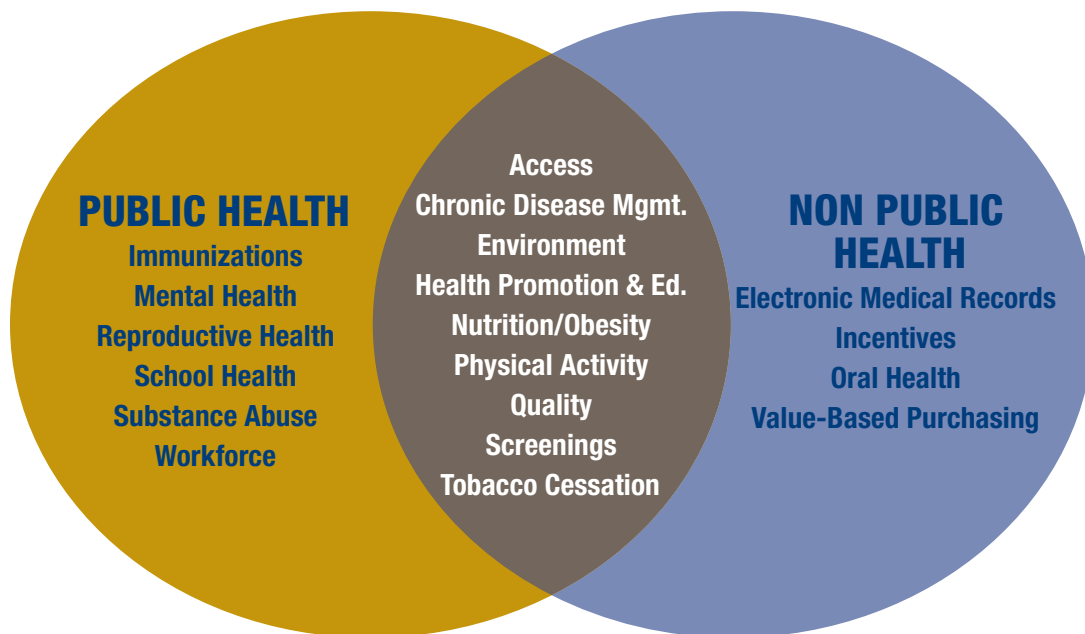 PUBLIC HEALTH
Immunizations
Mental Health
Reproductive Health
School Health
Substance Abuse
Workforce
Access
Chronic Disease Mgmt.
Environment
Health Promotion & Ed.
Nutrition/Obesity
Physical Activity
Quality
Screenings
Tobacco Cessation
NON PUBLIC
HEALTH
Electronic Medical Records
Incentives
Oral Health
Value-Based Purchasing